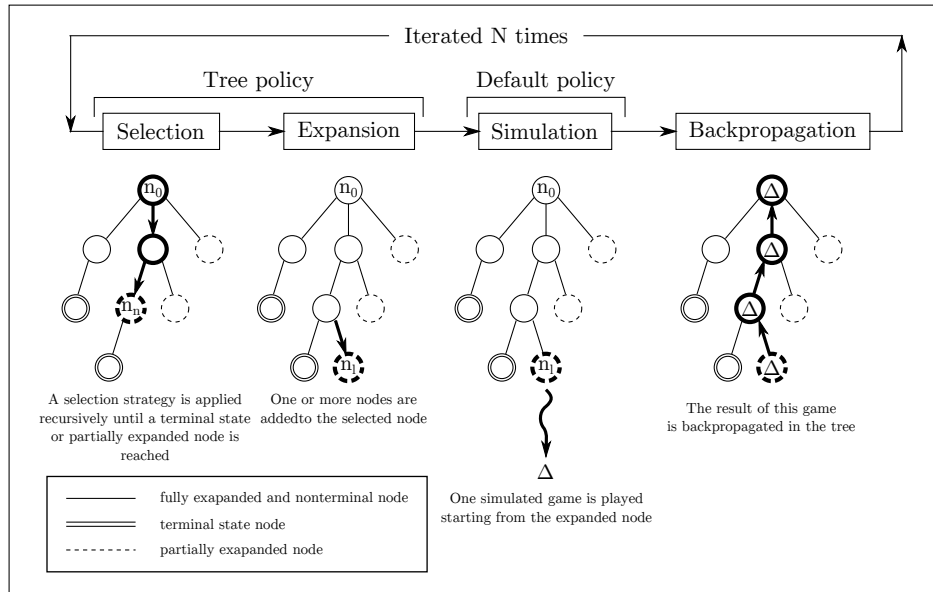 Iterated N times
Tree policy
Default policy
Selection
Expansion
Simulation
Backpropagation
n0
n0
n0
Δ
Δ
nn
Δ
nl
nl
Δ
A selection strategy is applied
recursively until a terminal state
or partially expanded node is
reached
One or more nodes are
addedto the selected node
Δ
One simulated game is played
starting from the expanded node
The result of this game
is backpropagated in the tree
fully exapanded and nonterminal node
terminal state node
partially exapanded node